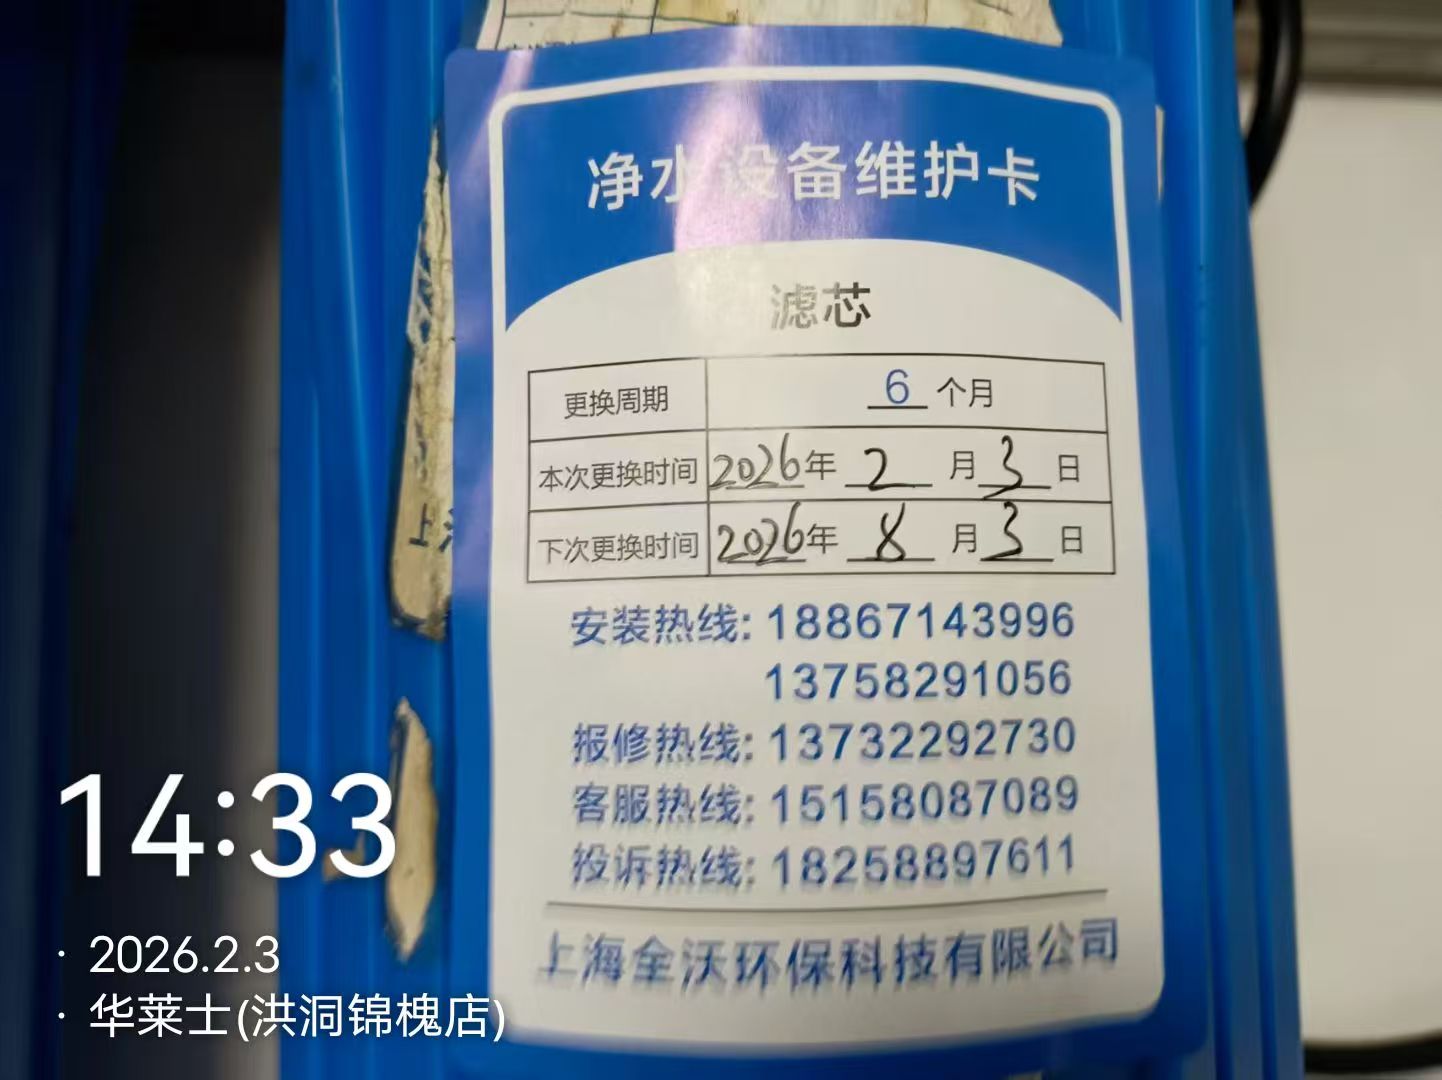 净水设备维护卡
滤芯
更换周期 6 个月
本次更换时间 2026年 2 月 3 日
下次更换时间 2026年 8 月 3 日
安装热线: 18867143996
13758291056
报修热线: 13732292730
客服热线: 15158087089
投诉热线: 18258897611
上海全沃环保科技有限公司
上
14:33
· 2026.2.3
· 华莱士(洪洞锦槐店)